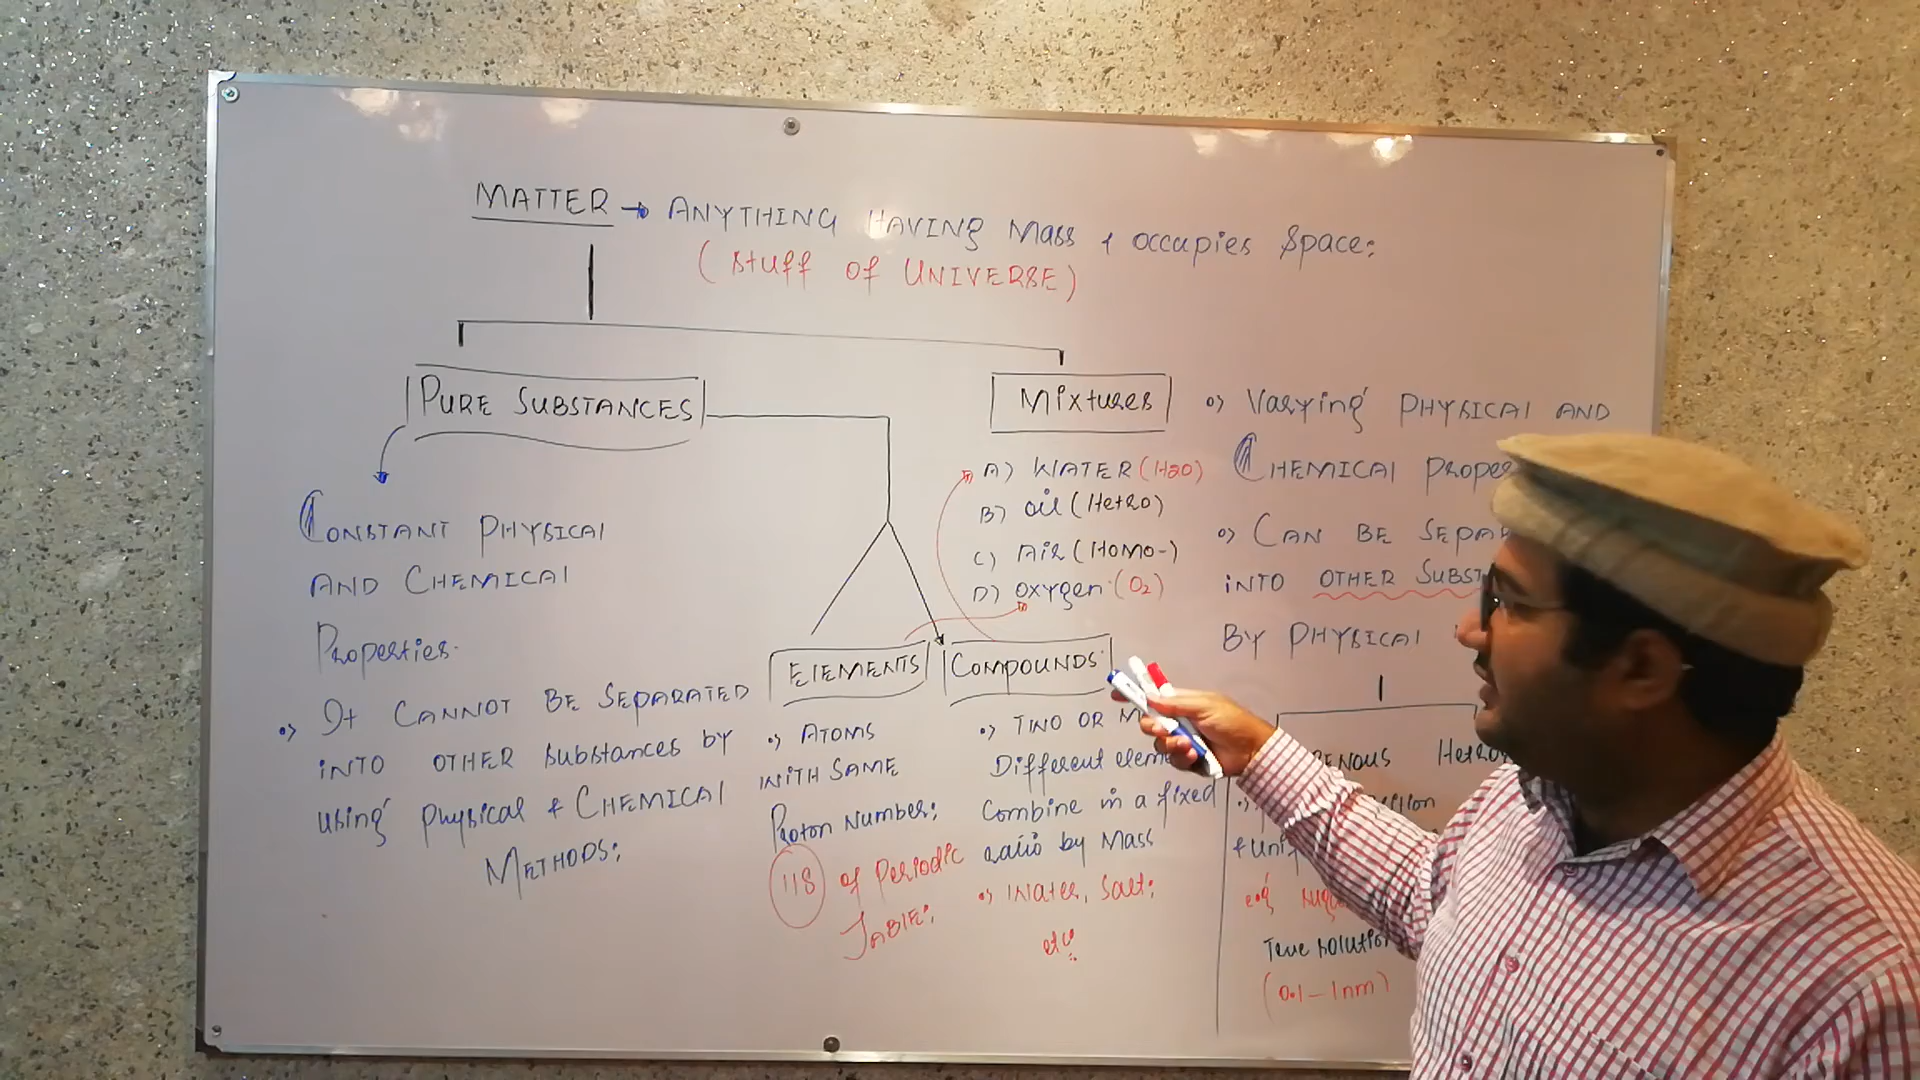 MATTER → ANYTHING HAVING Mass + occupies Space:
(stuff of UNIVERSE)
PURE SUBSTANCES
Mixtures
CONSTANT PHYSICAl
AND CHEMICAl
Properties.
It CANNOT BE SEPARATED
INTO OTHER substances by
using physical + CHEMICAl
METHODS:
ElEMENTS
ATOMS
WITH SAME
Proton Number:
118 of Periodic
TABlE:
COMPOUNDS
TWO OR
Different
Combine in a fixed
ratio by Mass
Water, Salt:
etc
A) WATER (H2O)
B) Oil (Hetro)
C) Air (Homo-)
D) Oxygen (O2)
Varying PHYSICAl AND
CHEMICAl
CAN BE
INTO OTHER
BY PHYSICAl
True solution
(0.1-1nm)